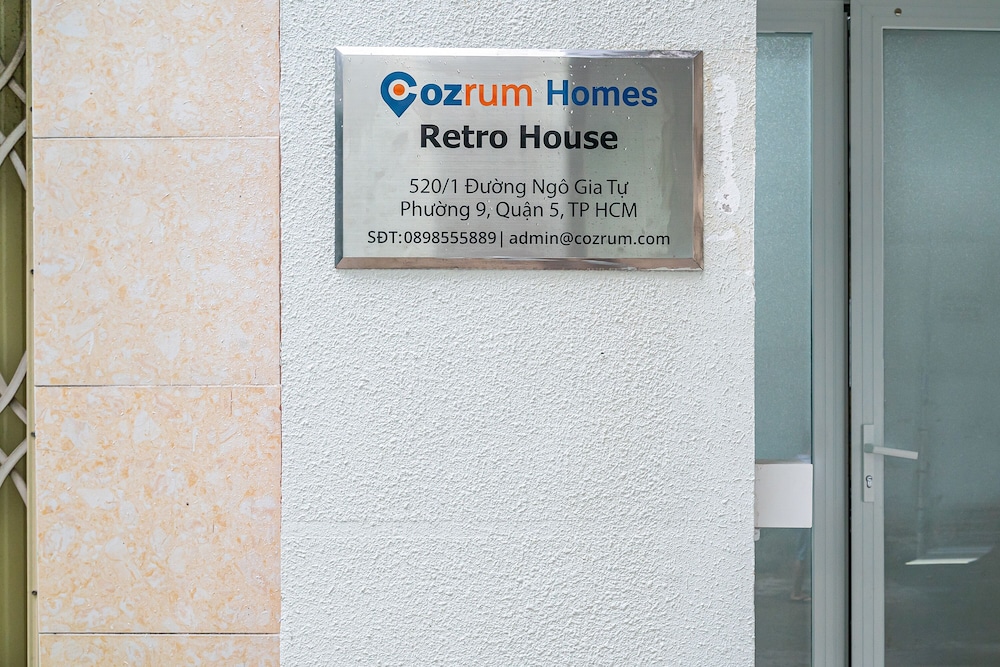 Cozrum Homes
Retro House
520/1 Đường Ngô Gia Tự
Phường 9, Quận 5, TP HCM
SĐT:0898555889| admin@cozrum.com